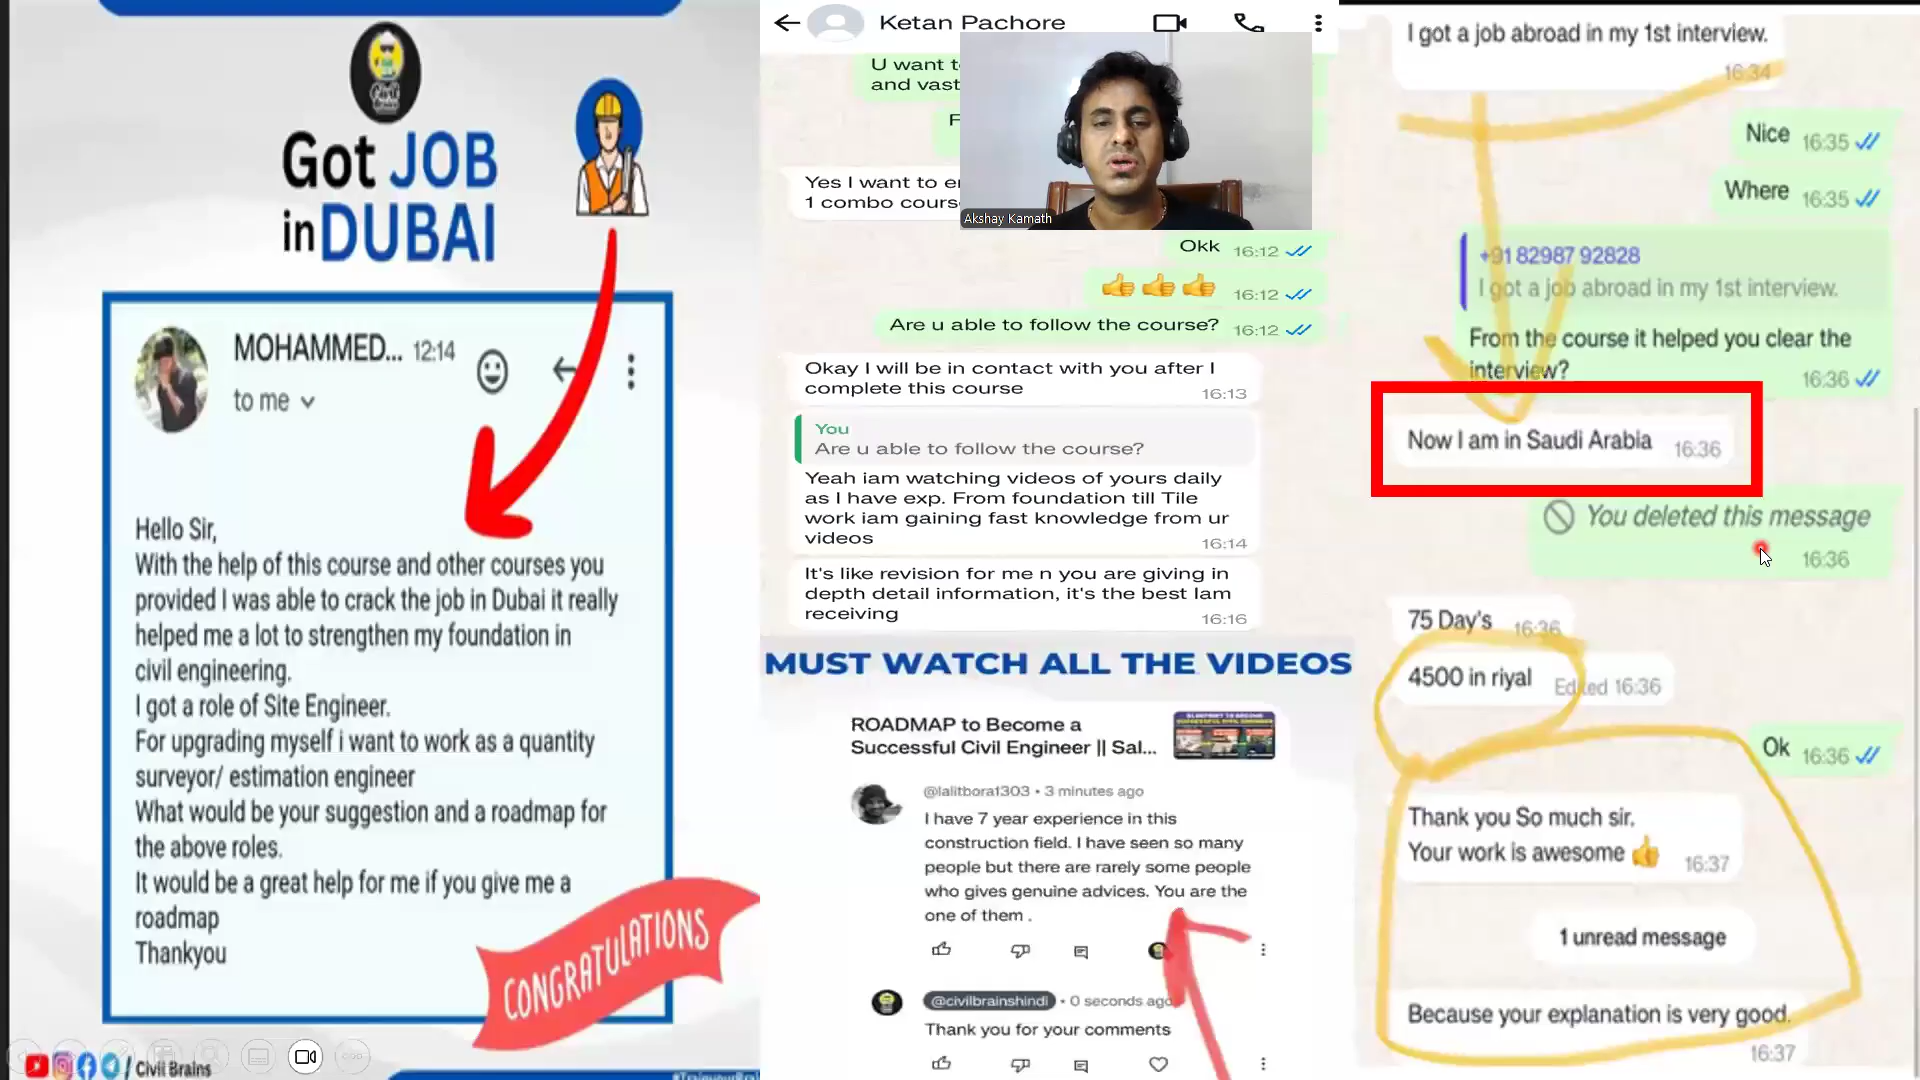 Got JOB
in DUBAI
MOHAMMED... 12:14
to me
Hello Sir,
With the help of this course and other courses you
provided I was able to crack the job in Dubai it really
helped me a lot to strengthen my foundation in
civil engineering.
I got a role of Site Engineer.
For upgrading myself i want to work as a quantity
surveyor/ estimation engineer
What would be your suggestion and a roadmap for
the above roles.
It would be a great help for me if you give me a
roadmap
Thankyou
CONGRATULATIONS
/ Civil Brains
Ketan Pachore
U want to
and vast
F
Yes I want to
1 combo
Akshay Kamath
Okk 16:12
16:12
Are u able to follow the course? 16:12
Okay I will be in contact with you after I
complete this course
16:13
You
Are u able to follow the course?
Yeah iam watching videos of yours daily
as I have exp. From foundation till Tile
work iam gaining fast knowledge from ur
videos
16:14
It's like revision for me n you are giving in
depth detail information, it's the best Iam
receiving
16:16
MUST WATCH ALL THE VIDEOS
ROADMAP to Become a
Successful Civil Engineer || Sal...
@lalitbora1303 • 3 minutes ago
I have 7 year experience in this
construction field. I have seen so many
people but there are rarely some people
who gives genuine advices. You are the
one of them .
@civilbrainshindi • 0 seconds ago
Thank you for your comments
I got a job abroad in my 1st interview.
16:34
Nice 16:35
Where 16:35
+91 82987 92828
I got a job abroad in my 1st interview.
From the course it helped you clear the
interview?
16:36
Now I am in Saudi Arabia 16:36
You deleted this message
16:36
75 Day's 16:36
4500 in riyal Edited 16:36
Ok 16:36
Thank you So much sir.
Your work is awesome 👍 16:37
1 unread message
Because your explanation is very good.
16:37